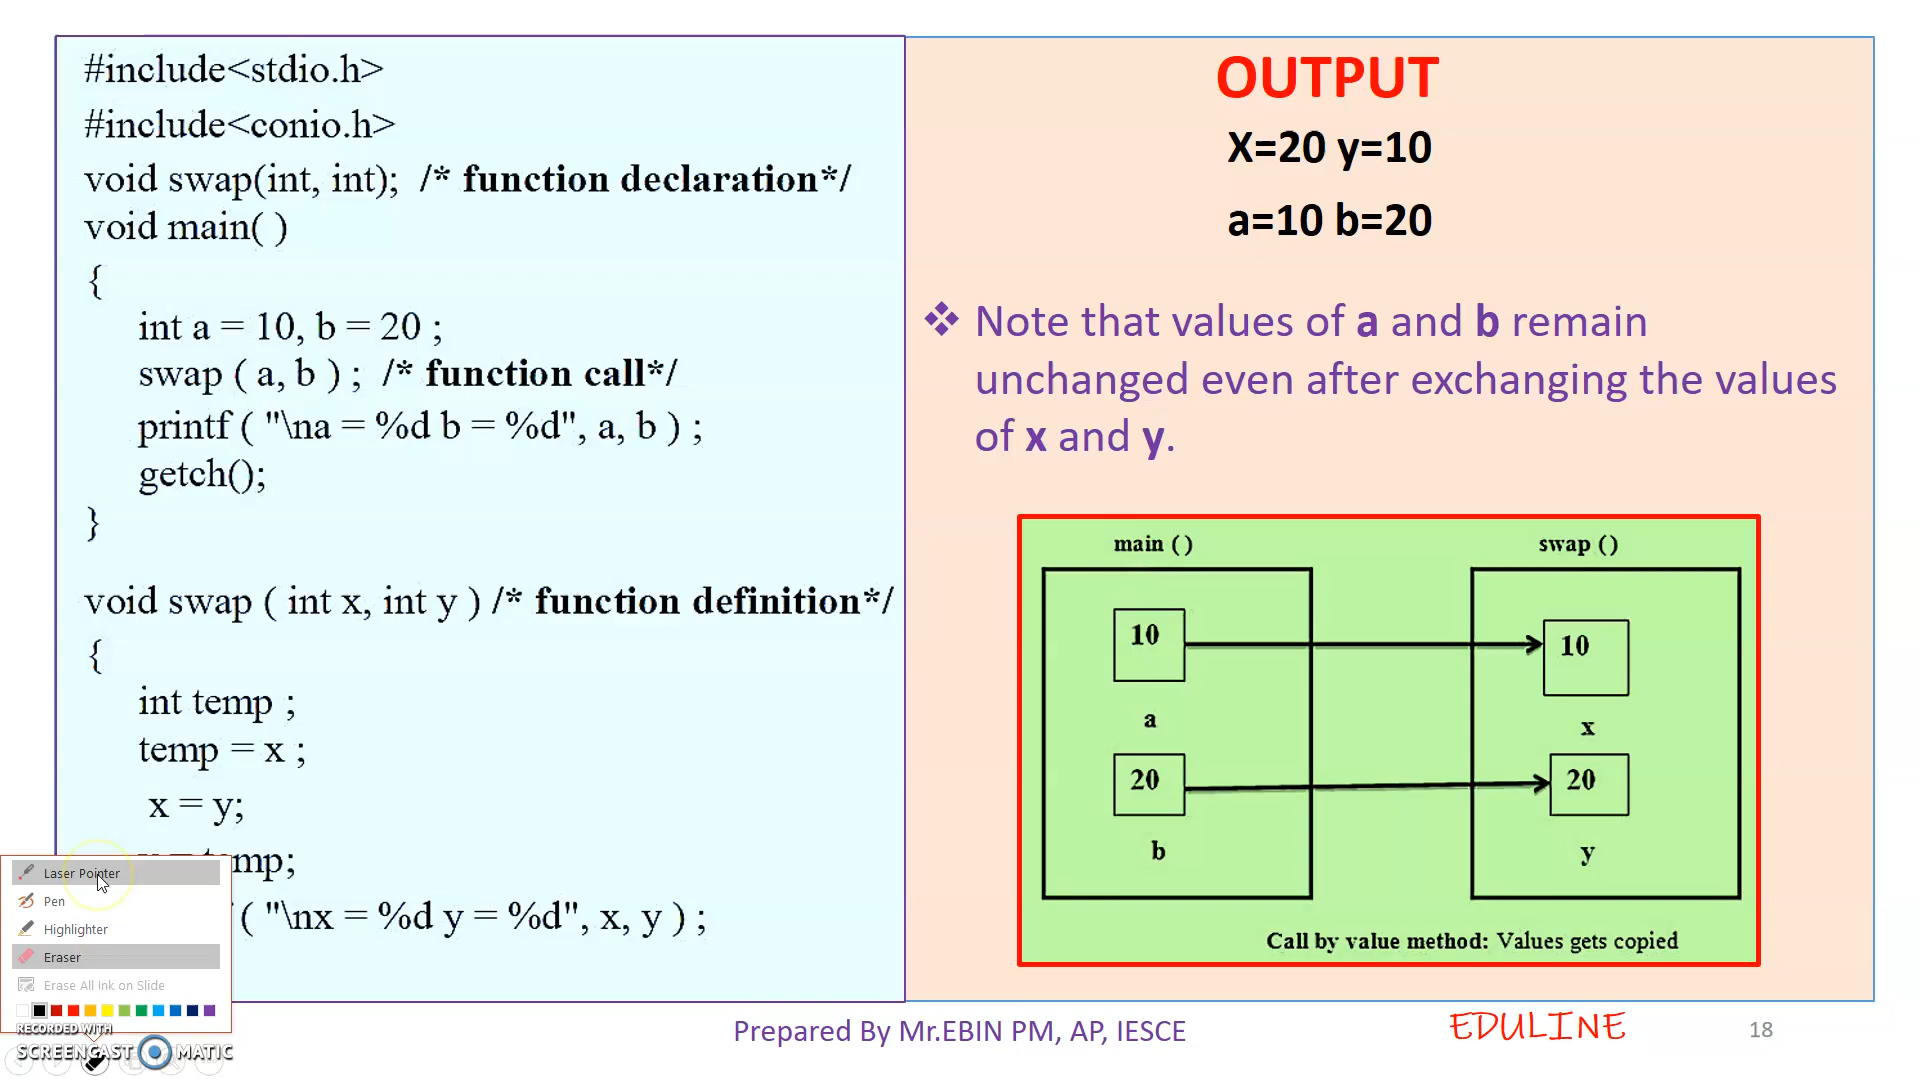 #include<stdio.h>
#include<conio.h>
void swap(int, int); /* function declaration*/
void main( )
{
int a = 10, b = 20 ;
swap ( a, b ) ; /* function call*/
printf ( "\na = %d b = %d", a, b ) ;
getch();
}
void swap ( int x, int y ) /* function definition*/
{
int temp ;
temp = x ;
x = y;
mp;
( "\nx = %d y = %d", x, y ) ;
Laser Pointer
Pen
Highlighter
Eraser
Erase All Ink on Slide
RECORDED WITH
SCREENCAST MATIC
OUTPUT
X=20 y=10
a=10 b=20
❖ Note that values of a and b remain
unchanged even after exchanging the values
of x and y.
main ( ) swap ( )
10 10
a x
20 20
b y
Call by value method: Values gets copied
Prepared By Mr.EBIN PM, AP, IESCE
EDULINE
18